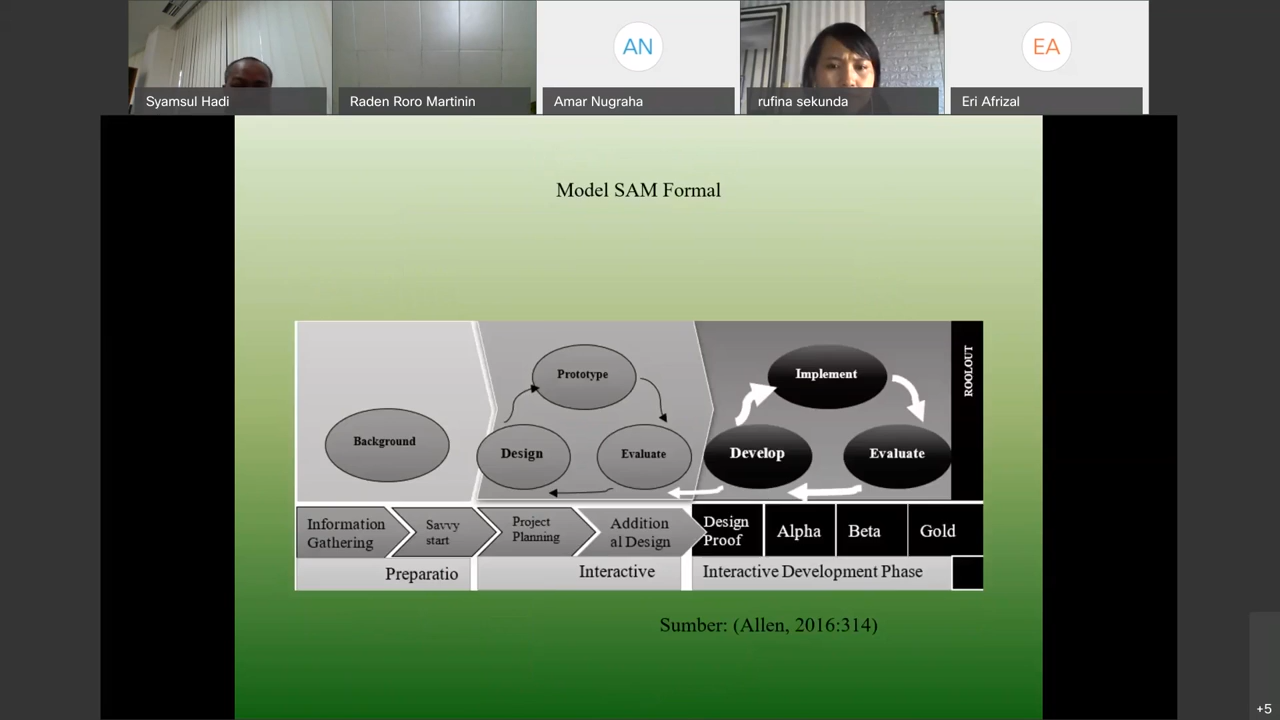 AN
EA
Syamsul Hadi
Raden Roro Martinin
Amar Nugraha
rufina sekunda
Eri Afrizal
Model SAM Formal
Prototype
Background
Design
Evaluate
Implement
Develop
Evaluate
ROOLOUT
Information
Gathering
Savvy
start
Project
Planning
Addition
al Design
Design
Proof
Alpha
Beta
Gold
Preparatio
Interactive
Interactive Development Phase
Sumber: (Allen, 2016:314)
+5